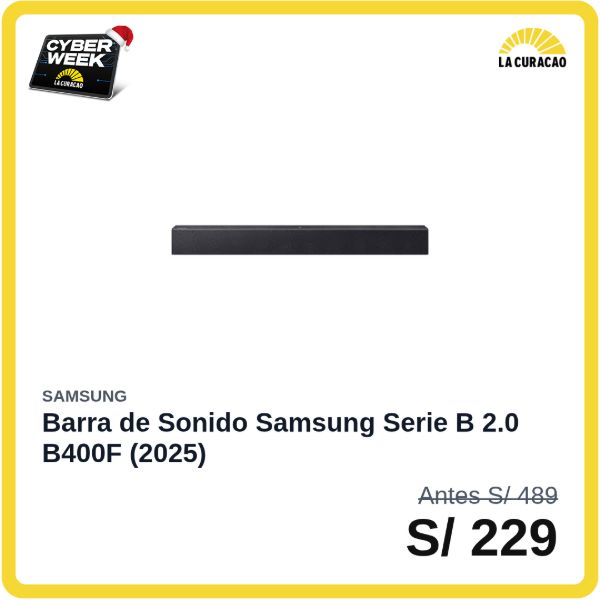 CYBER
WEEK
LA CURACAO
LA CURACAO
SAMSUNG
Barra de Sonido Samsung Serie B 2.0
B400F (2025)
Antes S/ 489
S/ 229